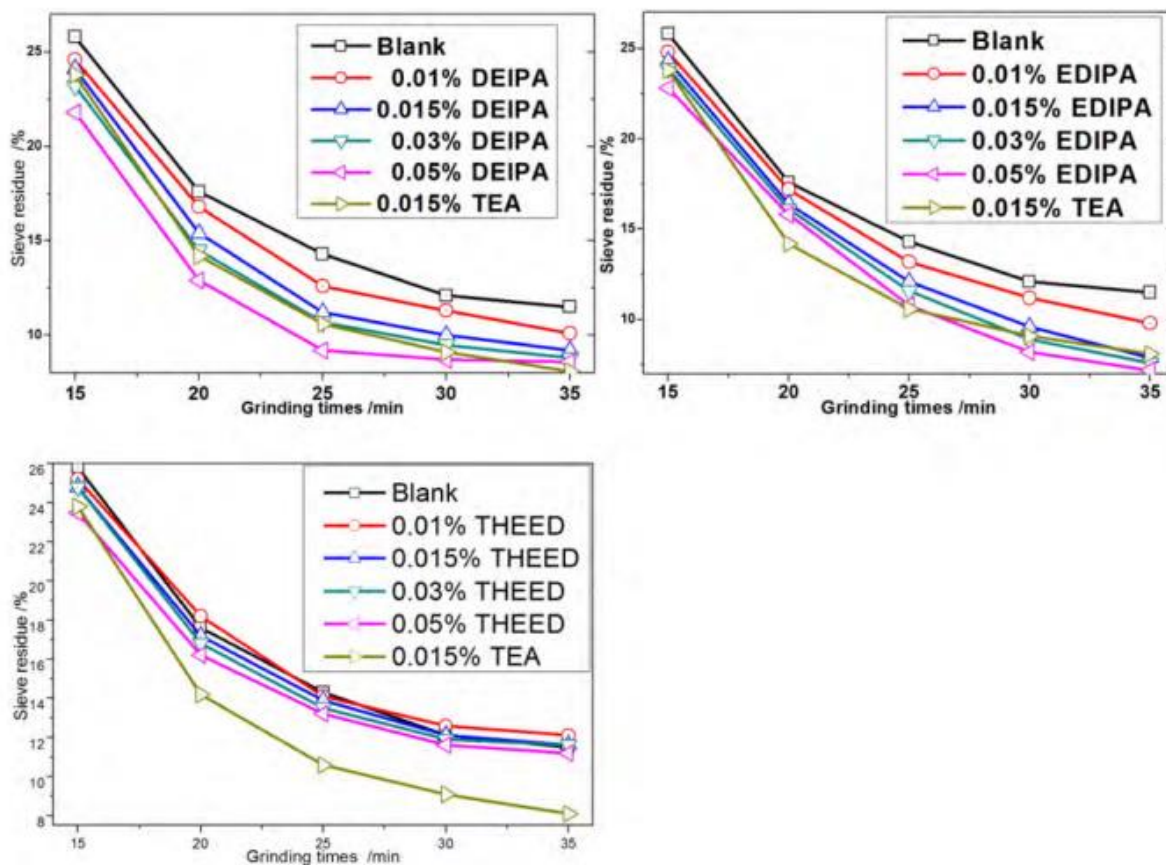 Blank
0.01% DEIPA
0.015% DEIPA
0.03% DEIPA
0.05% DEIPA
0.015% TEA
Sieve residue /%
25
20
15
10
15 20 25 30 35
Grinding times /min
Blank
0.01% EDIPA
0.015% EDIPA
0.03% EDIPA
0.05% EDIPA
0.015% TEA
Sieve residue /%
25
20
15
10
15 20 25 30 35
Grinding times /min
Blank
0.01% THEED
0.015% THEED
0.03% THEED
0.05% THEED
0.015% TEA
Sieve residue /%
26
24
22
20
18
16
14
12
10
8
15 20 25 30 35
Grinding times /min